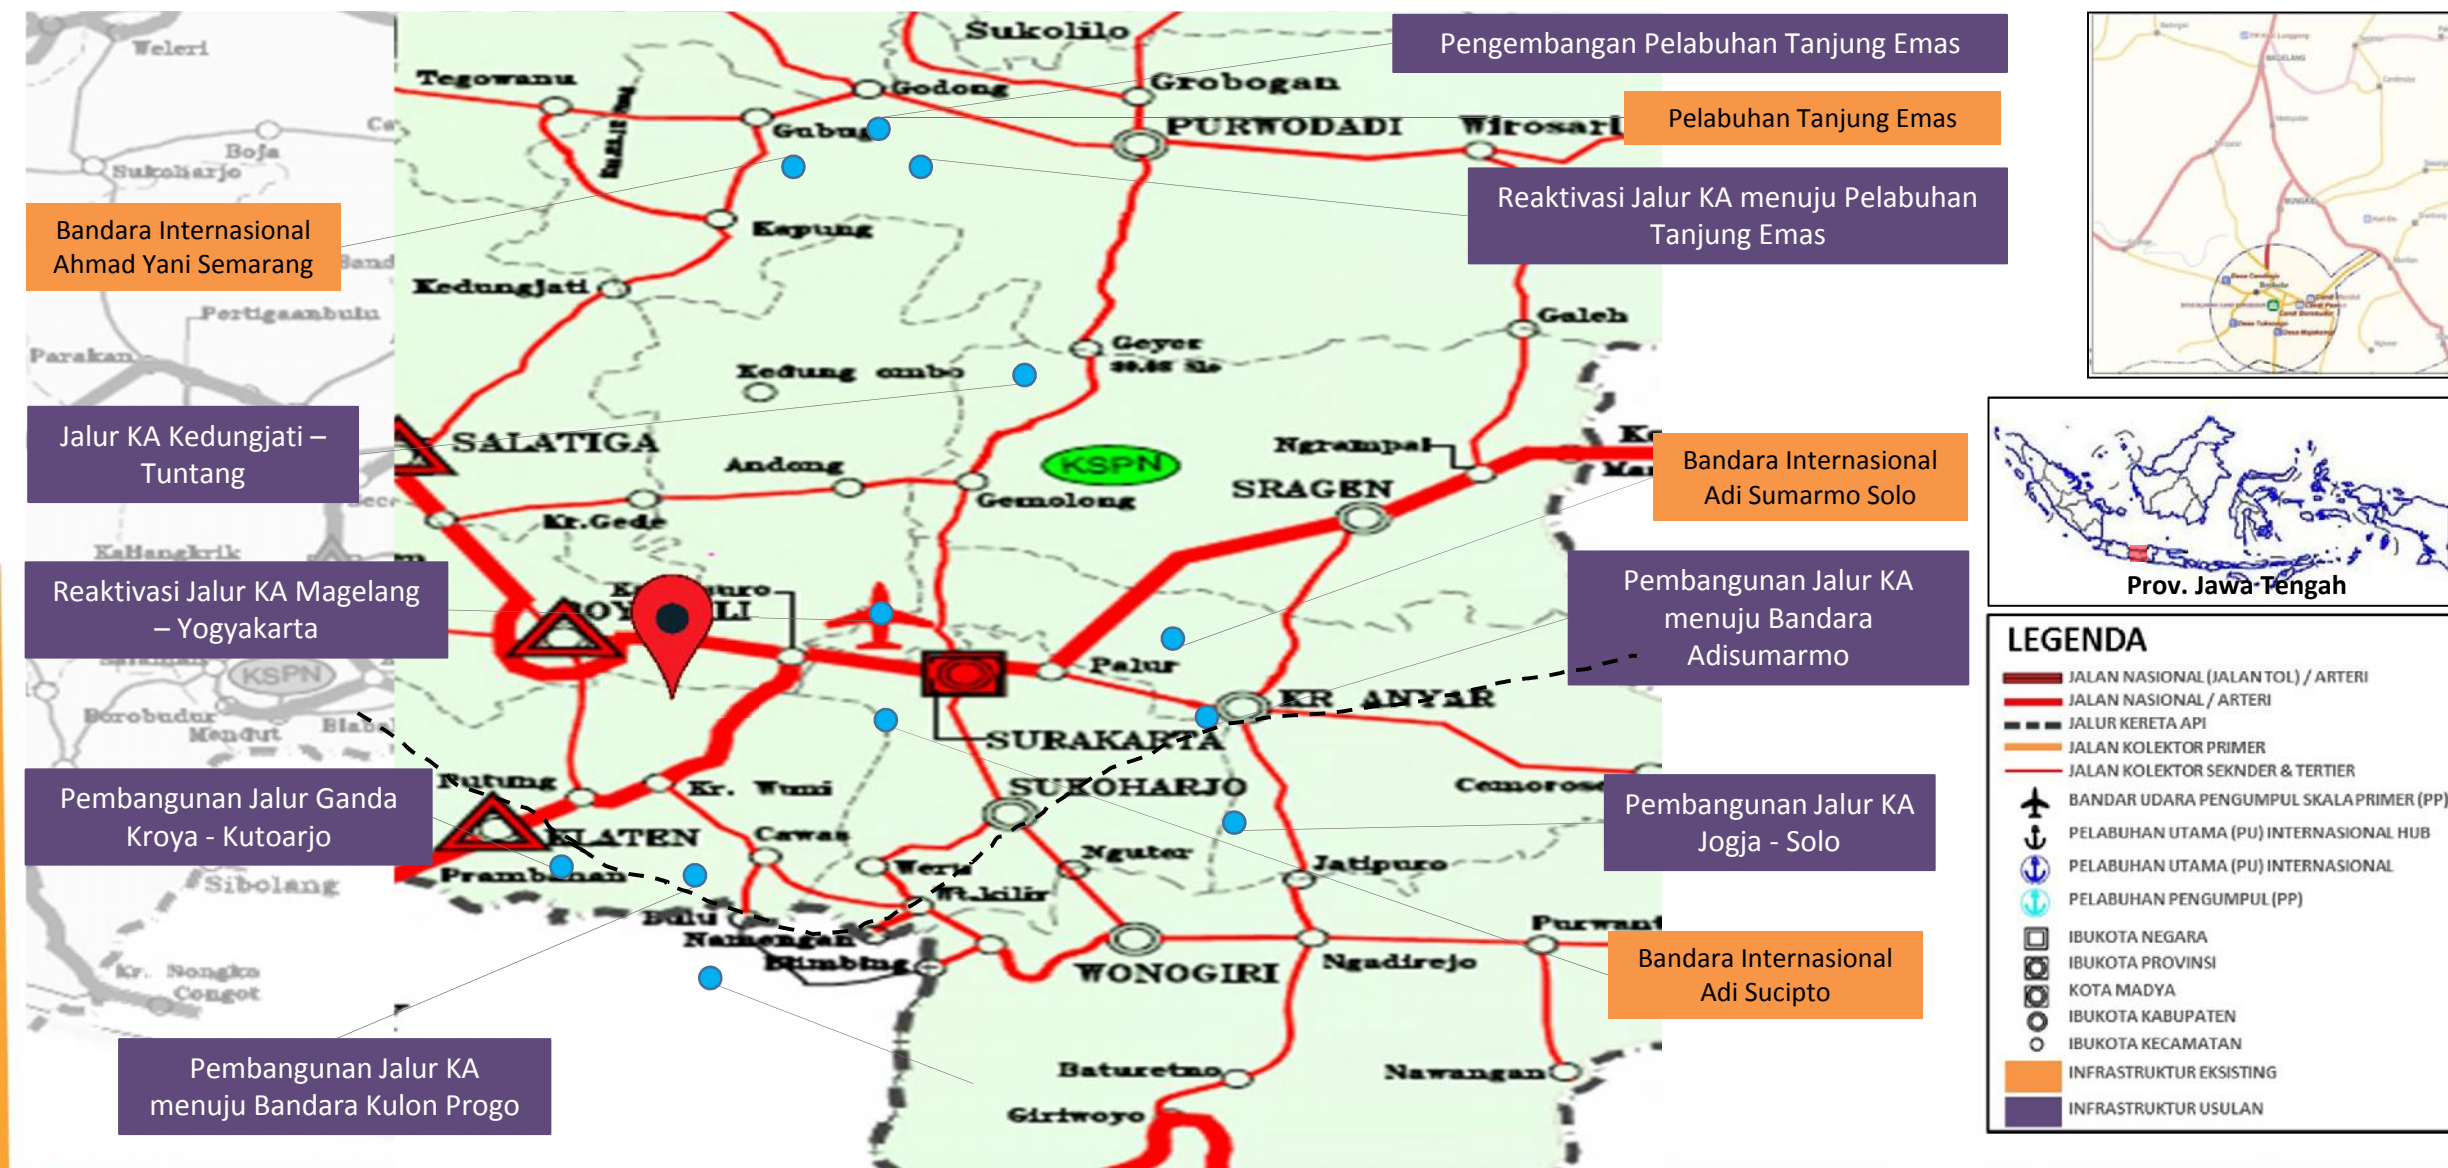 Weleri
Boja
Sukoharjo
Pertigaanbulu
Parakan
KaHangkrik
KSPN
Borobudur
Mendut
Sibolang
Kr. Nongko
Congot
Sukolilo
Tegowanu
Godong
Grobogan
Gubug
PURWODADI
Wirosari
Kapung
Kedungjati
Galeh
Geyer
Kedung ombo
SALATIGA
Andong
KSPN
Ngrampal
SRAGEN
Gemolong
Kr.Gede
Palur
KR ANYAR
SURAKARTA
SUKOHARJO
Kr. Wuni
Cawas
Nguter
Jatipuro
Prambanan
Bulu
Namengan
Blimbing
WONOGIRI
Ngadirejo
Baturetno
Nawangan
Giriwoyo
Pengembangan Pelabuhan Tanjung Emas
Pelabuhan Tanjung Emas
Reaktivasi Jalur KA menuju Pelabuhan
Tanjung Emas
Bandara Internasional
Ahmad Yani Semarang
Jalur KA Kedungjati –
Tuntang
Bandara Internasional
Adi Sumarmo Solo
Reaktivasi Jalur KA Magelang
– Yogyakarta
Pembangunan Jalur KA
menuju Bandara
Adisumarmo
Pembangunan Jalur Ganda
Kroya - Kutoarjo
Pembangunan Jalur KA
Jogja - Solo
Bandara Internasional
Adi Sucipto
Pembangunan Jalur KA
menuju Bandara Kulon Progo
MAGELANG
Prov. Jawa Tengah
LEGENDA
JALAN NASIONAL (JALAN TOL) / ARTERI
JALAN NASIONAL / ARTERI
JALUR KERETA API
JALAN KOLEKTOR PRIMER
JALAN KOLEKTOR SEKNDER & TERTIER
BANDAR UDARA PENGUMPUL SKALA PRIMER (PP)
PELABUHAN UTAMA (PU) INTERNASIONAL HUB
PELABUHAN UTAMA (PU) INTERNASIONAL
PELABUHAN PENGUMPUL (PP)
IBUKOTA NEGARA
IBUKOTA PROVINSI
KOTA MADYA
IBUKOTA KABUPATEN
IBUKOTA KECAMATAN
INFRASTRUKTUR EKSISTING
INFRASTRUKTUR USULAN